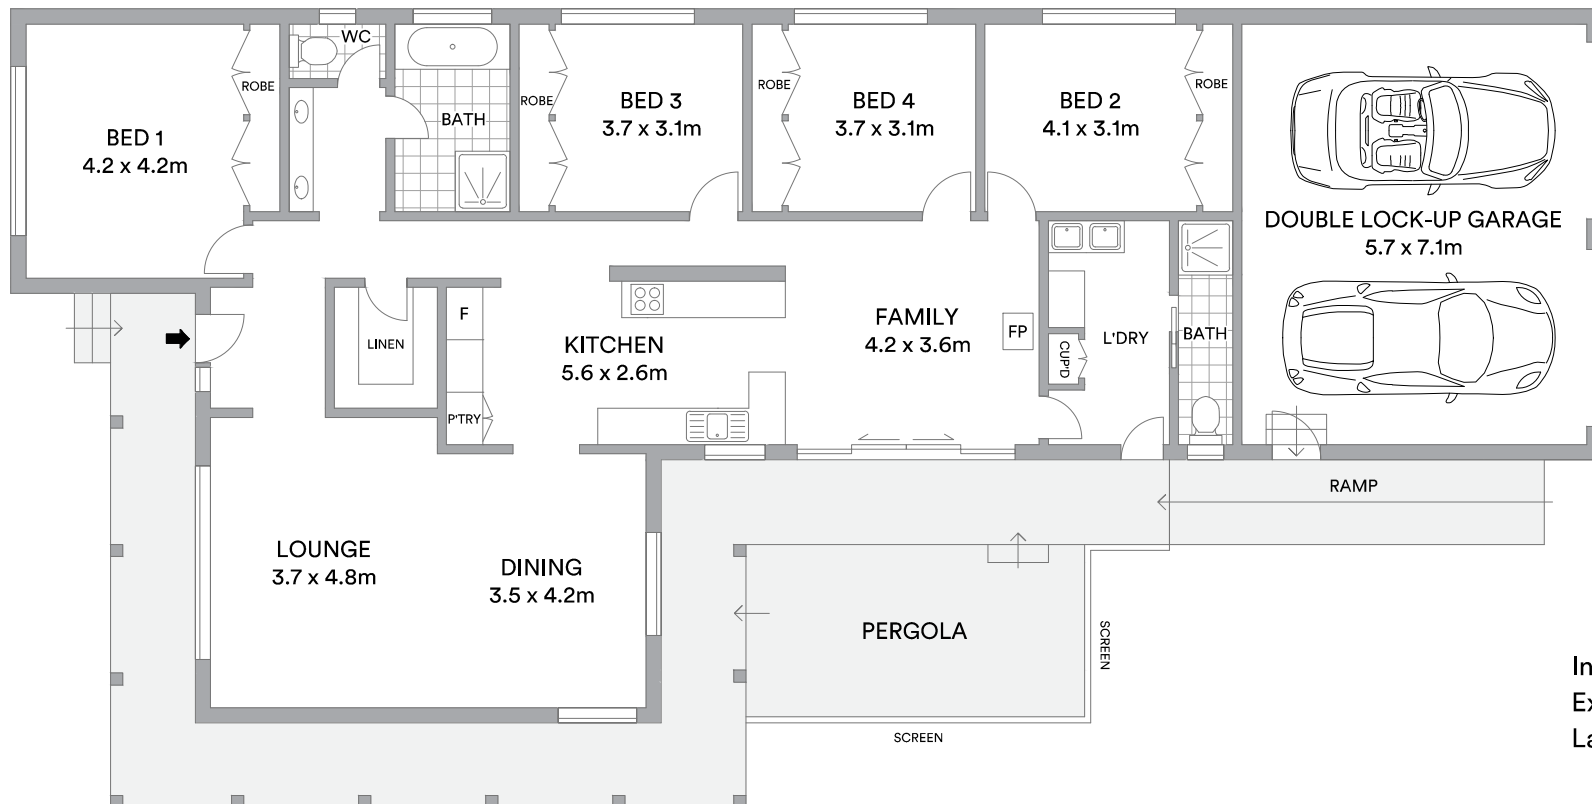 WC
ROBE
BED 1
4.2 x 4.2m
BATH
ROBE
BED 3
3.7 x 3.1m
ROBE
BED 4
3.7 x 3.1m
BED 2
4.1 x 3.1m
ROBE
DOUBLE LOCK-UP GARAGE
5.7 x 7.1m
F
LINEN
P'TRY
KITCHEN
5.6 x 2.6m
FAMILY
4.2 x 3.6m
FP
L'DRY
CUP'D
BATH
RAMP
LOUNGE
3.7 x 4.8m
DINING
3.5 x 4.2m
PERGOLA
SCREEN
SCREEN